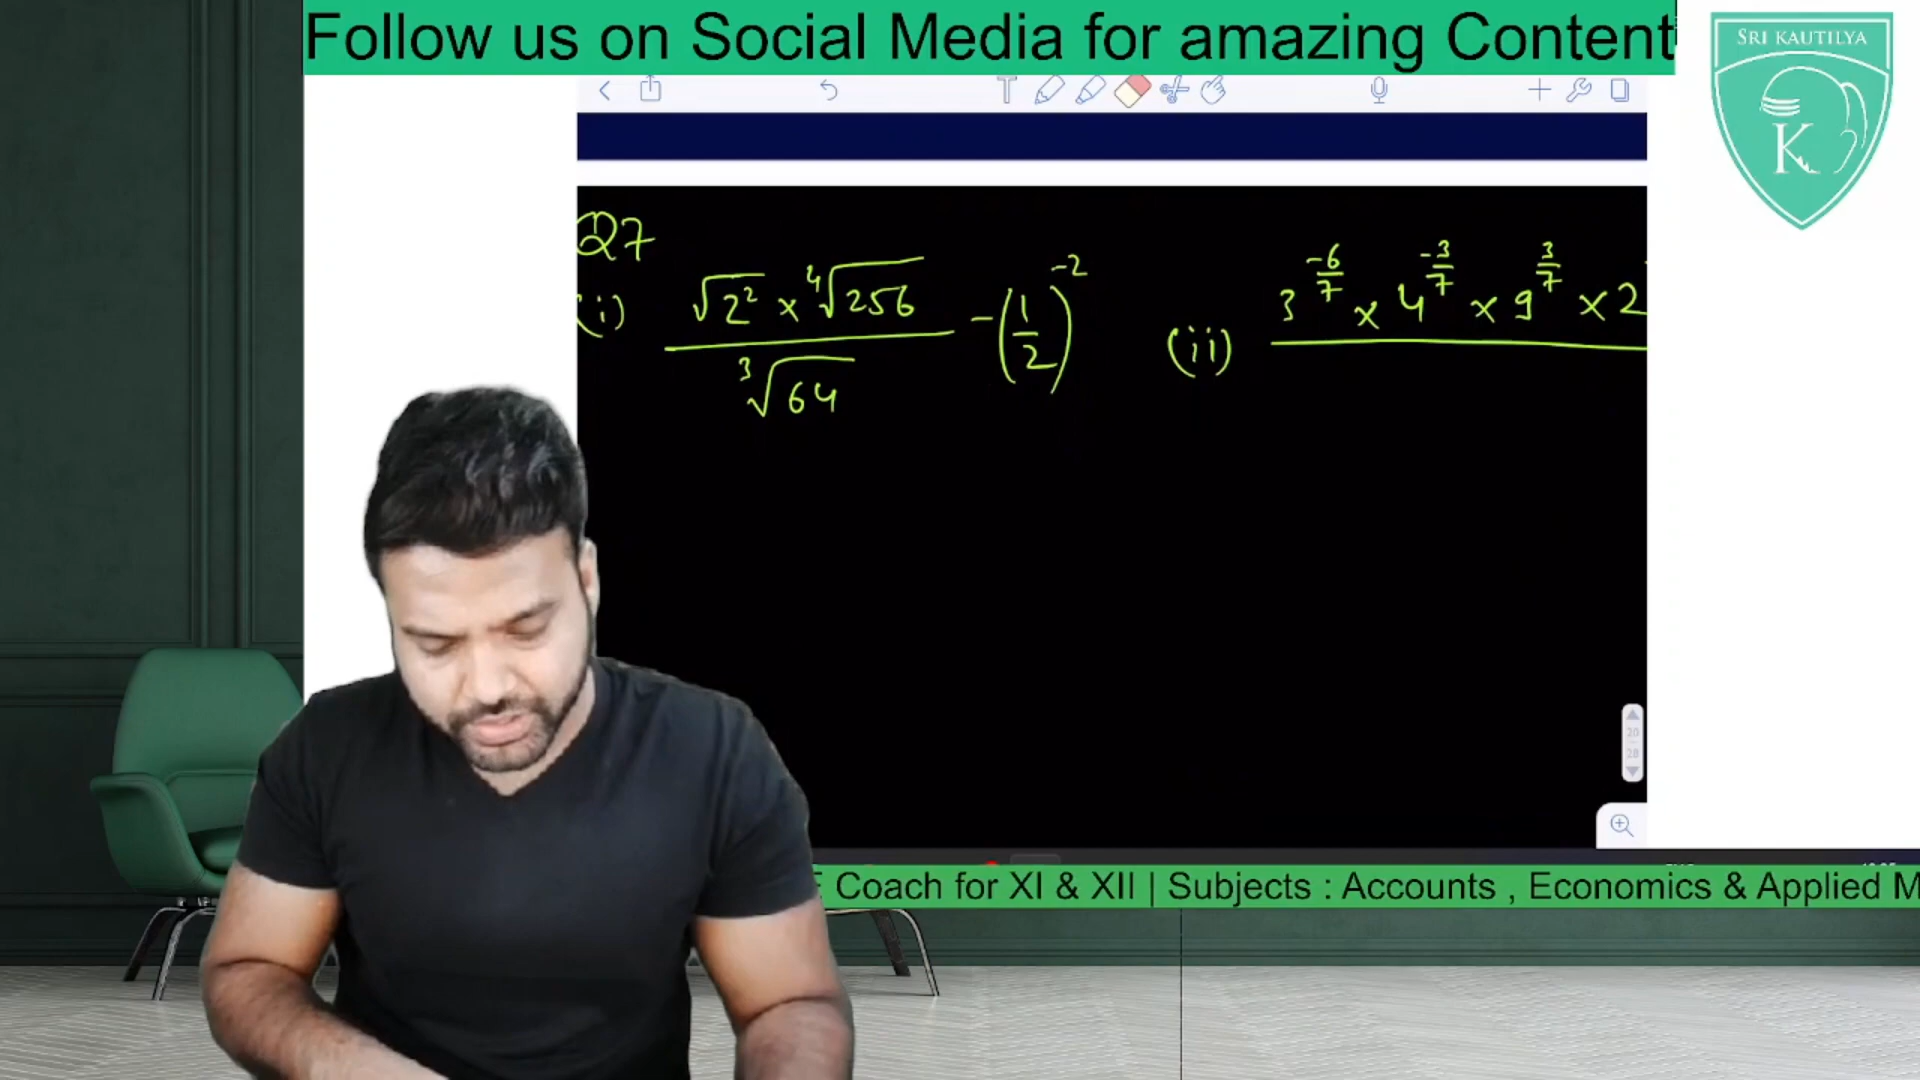 Follow us on Social Media for amazing Content
SRI KAUTILYA
K
Q7
(i) √2² × ⁴√256 / ³√64 - (1/2)^-2
(ii) 3^(-6/7) × 4^(-3/7) × 9^(3/7) × 2
20
28
Coach for XI & XII | Subjects : Accounts , Economics & Applied M